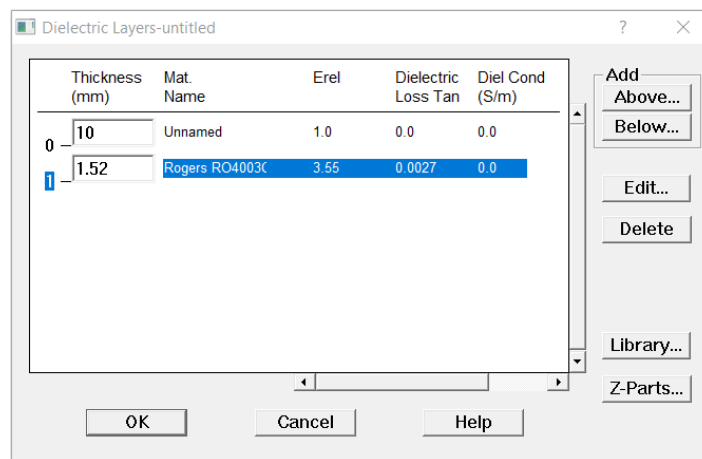 Dielectric Layers-untitled ? ×
Thickness Mat. Erel Dielectric Diel Cond
(mm) Name Loss Tan (S/m)
0 10 Unnamed 1.0 0.0 0.0
1 1.52 Rogers RO4003( 3.55 0.0027 0.0
Add
Above...
Below...
Edit...
Delete
Library...
Z-Parts...
OK Cancel Help